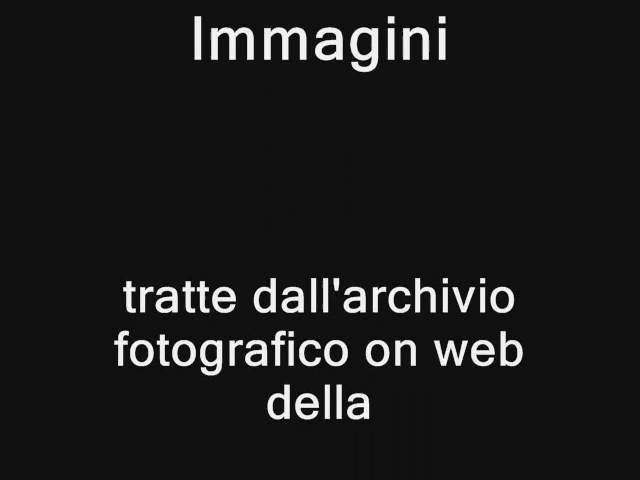 Immagini
tratte dall'archivio
fotografico on web
della